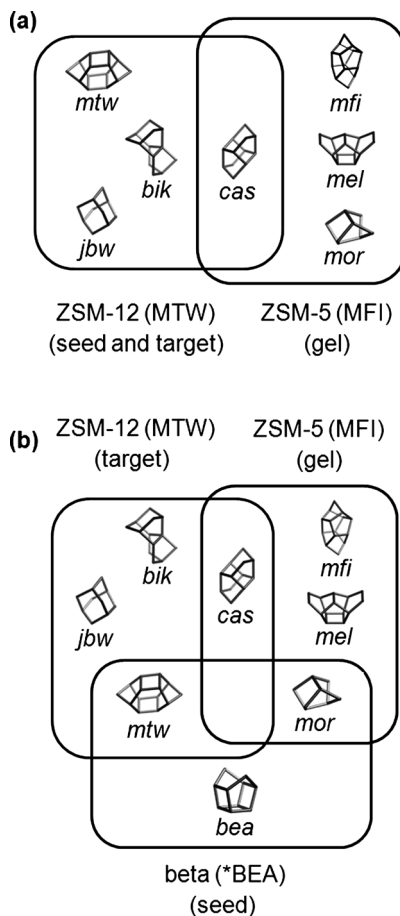 (a)
mtw
mfi
bik
cas
mel
jbw
mor
ZSM-12 (MTW)
(seed and target)
ZSM-5 (MFI)
(gel)
(b)
ZSM-12 (MTW)
(target)
ZSM-5 (MFI)
(gel)
bik
mfi
jbw
cas
mel
mtw
mor
bea
beta (*BEA)
(seed)